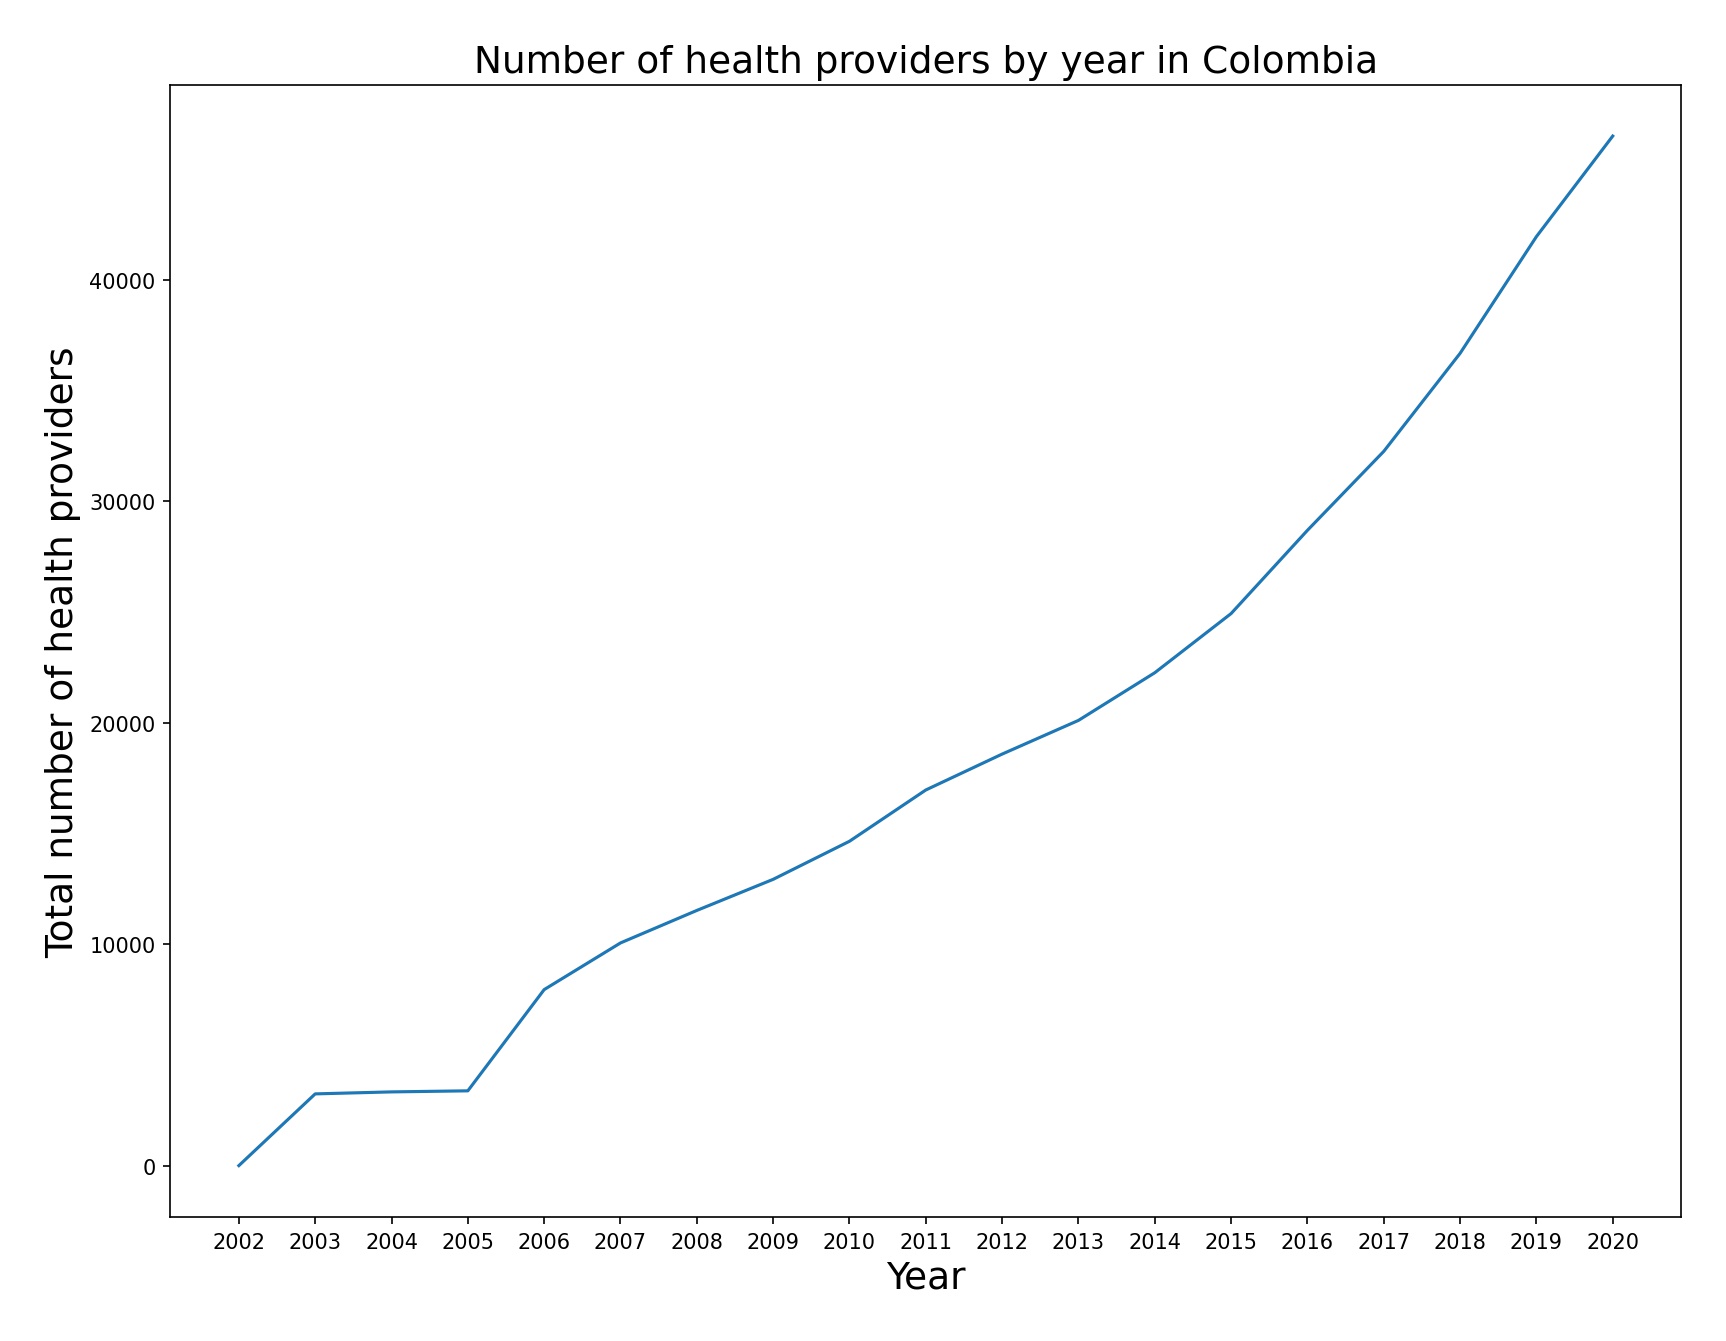 Number of health providers by year in Colombia
Total number of health providers
40000
30000
20000
10000
0
2002 2003 2004 2005 2006 2007 2008 2009 2010 2011 2012 2013 2014 2015 2016 2017 2018 2019 2020
Year